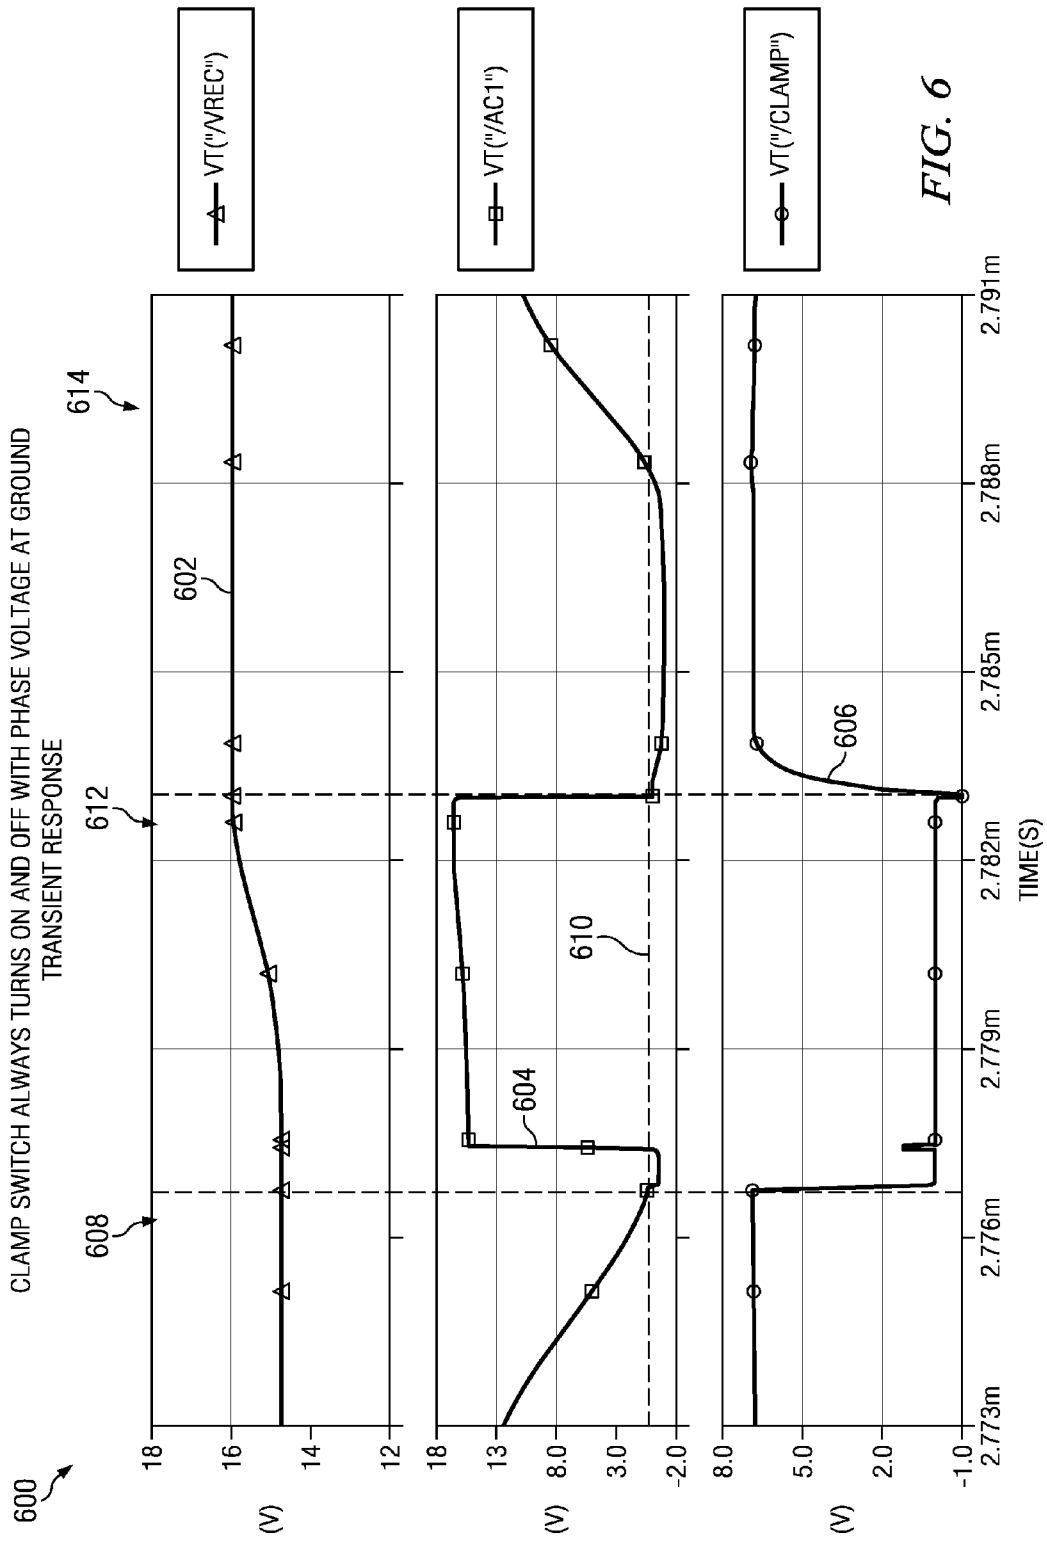 CLAMP SWITCH ALWAYS TURNS ON AND OFF WITH PHASE VOLTAGE AT GROUND
TRANSIENT RESPONSE
600
608
612
614
18
16
14
12
(V)
602
VT("/VREC")
18
13
8.0
3.0
-2.0
(V)
604
610
VT("/AC1")
8.0
5.0
2.0
-1.0
(V)
606
VT("/CLAMP")
2.773m
2.776m
2.779m
2.782m
2.785m
2.788m
2.791m
TIME(S)
FIG. 6